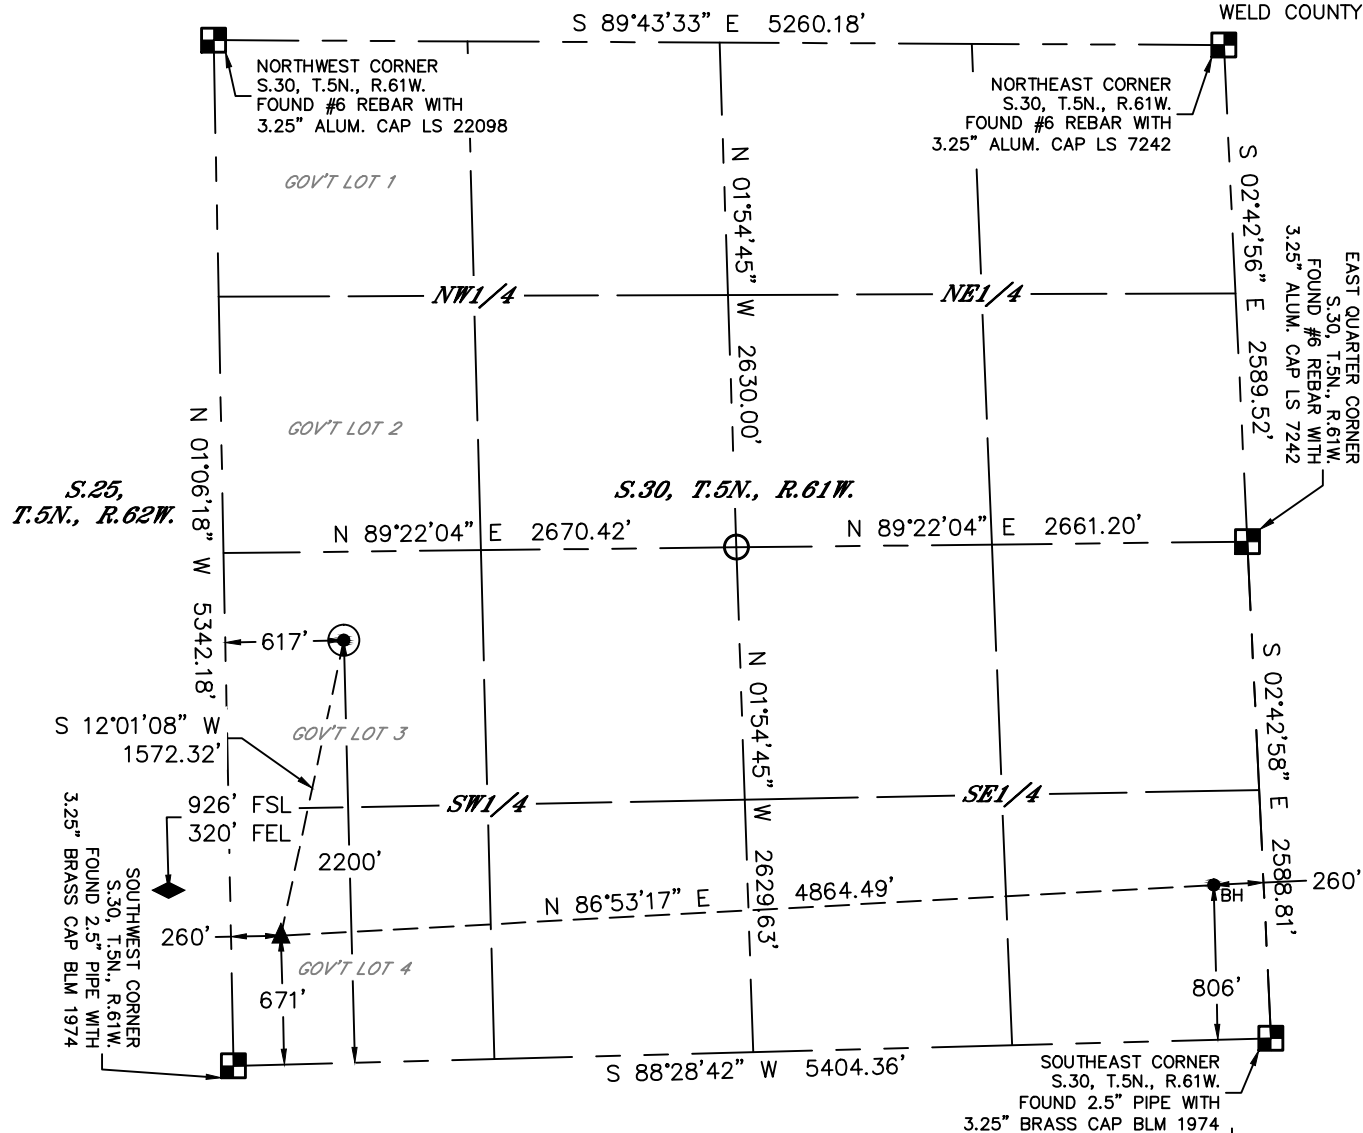 WELD COUNTY
S 89°43'33" E 5260.18'
NORTHWEST CORNER
S.30, T.5N., R.61W.
FOUND #6 REBAR WITH
3.25" ALUM. CAP LS 22098
NORTHEAST CORNER
S.30, T.5N., R.61W.
FOUND #6 REBAR WITH
3.25" ALUM. CAP LS 7242
GOV'T LOT 1
N 01°54'45" W 2630.00'
S 02°42'56" E 2589.52'
EAST QUARTER CORNER
S.30, T.5N., R.61W.
FOUND #6 REBAR WITH
3.25" ALUM. CAP LS 7242
NW1/4
NE1/4
GOV'T LOT 2
N 01°06'18" W 5342.18'
S.25,
T.5N., R.62W.
S.30, T.5N., R.61W.
N 89°22'04" E 2670.42'
N 89°22'04" E 2661.20'
617'
S 12°01'08" W
1572.32'
GOV'T LOT 3
N 01°54'45" W 2629.63'
S 02°42'58" E 2588.81'
926' FSL
320' FEL
SW1/4
SE1/4
2200'
SOUTHWEST CORNER
S.30, T.5N., R.61W.
FOUND 2.5" PIPE WITH
3.25" BRASS CAP BLM 1974
N 86°53'17" E 4864.49'
BH
260'
260'
GOV'T LOT 4
671'
806'
S 88°28'42" W 5404.36'
SOUTHEAST CORNER
S.30, T.5N., R.61W.
FOUND 2.5" PIPE WITH
3.25" BRASS CAP BLM 1974